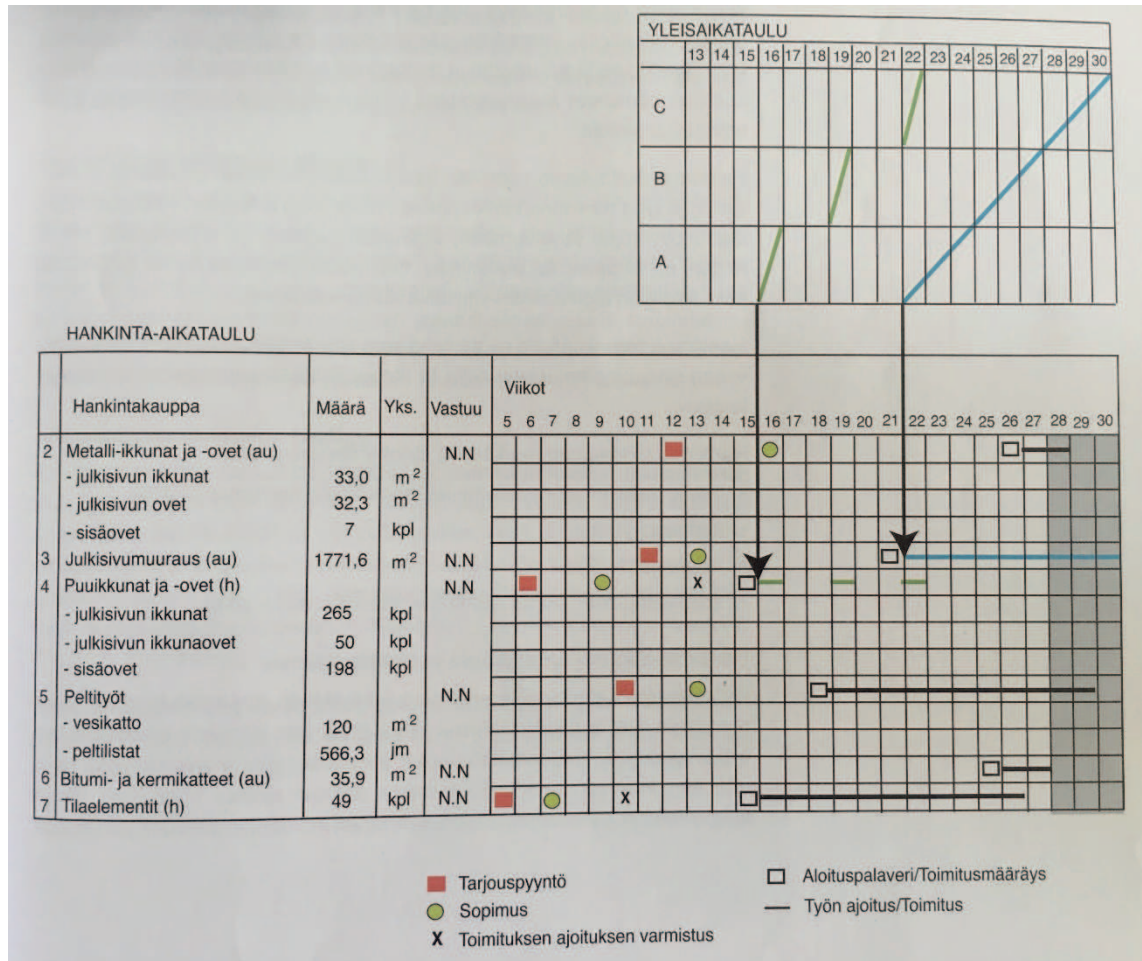 YLEISAIKATAULU
13 14 15 16 17 18 19 20 21 22 23 24 25 26 27 28 29 30
C
B
A
HANKINTA-AIKATAULU
Hankintakauppa Määrä Yks. Vastuu Viikot
5 6 7 8 9 10 11 12 13 14 15 16 17 18 19 20 21 22 23 24 25 26 27 28 29 30
2 Metalli-ikkunat ja -ovet (au) N.N
- julkisivun ikkunat 33,0 m²
- julkisivun ovet 32,3 m²
- sisäovet 7 kpl
3 Julkisivumuuraus (au) 1771,6 m² N.N
4 Puuikkunat ja -ovet (h) N.N X
- julkisivun ikkunat 265 kpl
- julkisivun ikkunaovet 50 kpl
- sisäovet 198 kpl
5 Peltityöt N.N
- vesikatto 120 m²
- peltilistat 566,3 jm
6 Bitumi- ja kermikatteet (au) 35,9 m² N.N
7 Tilaelementit (h) 49 kpl N.N X
Tarjouspyyntö
Sopimus
X Toimituksen ajoituksen varmistus
Aloituspalaveri/Toimitusmääräys
Työn ajoitus/Toimitus